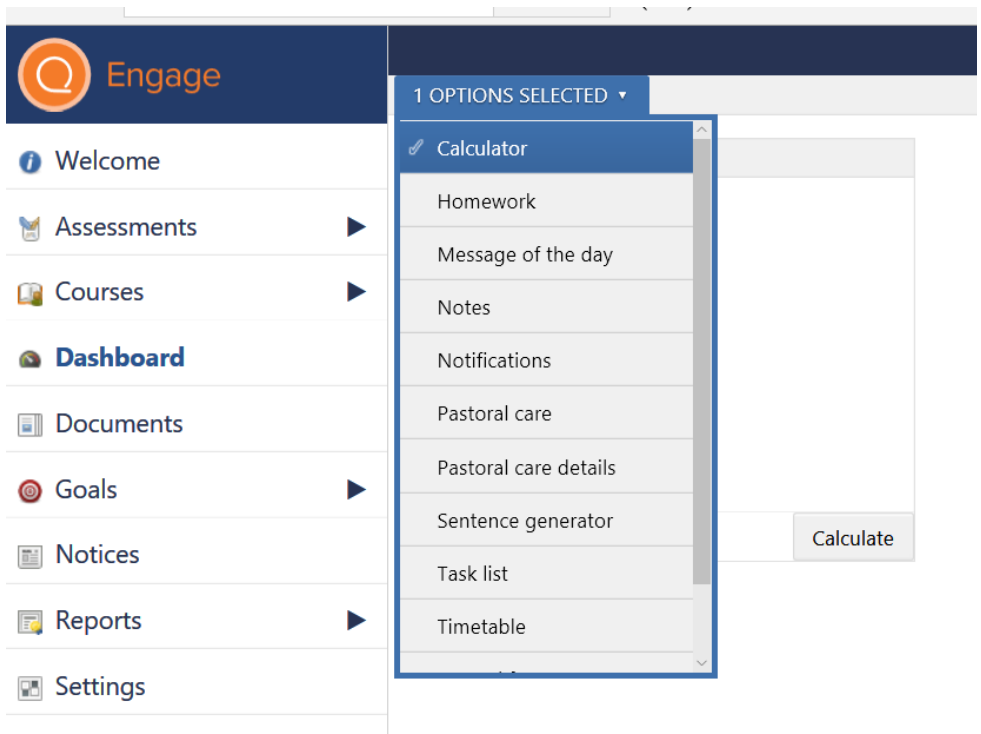 Engage
Welcome
Assessments
Courses
Dashboard
Documents
Goals
Notices
Reports
Settings
1 OPTIONS SELECTED
Calculator
Homework
Message of the day
Notes
Notifications
Pastoral care
Pastoral care details
Sentence generator
Task list
Timetable
Calculate